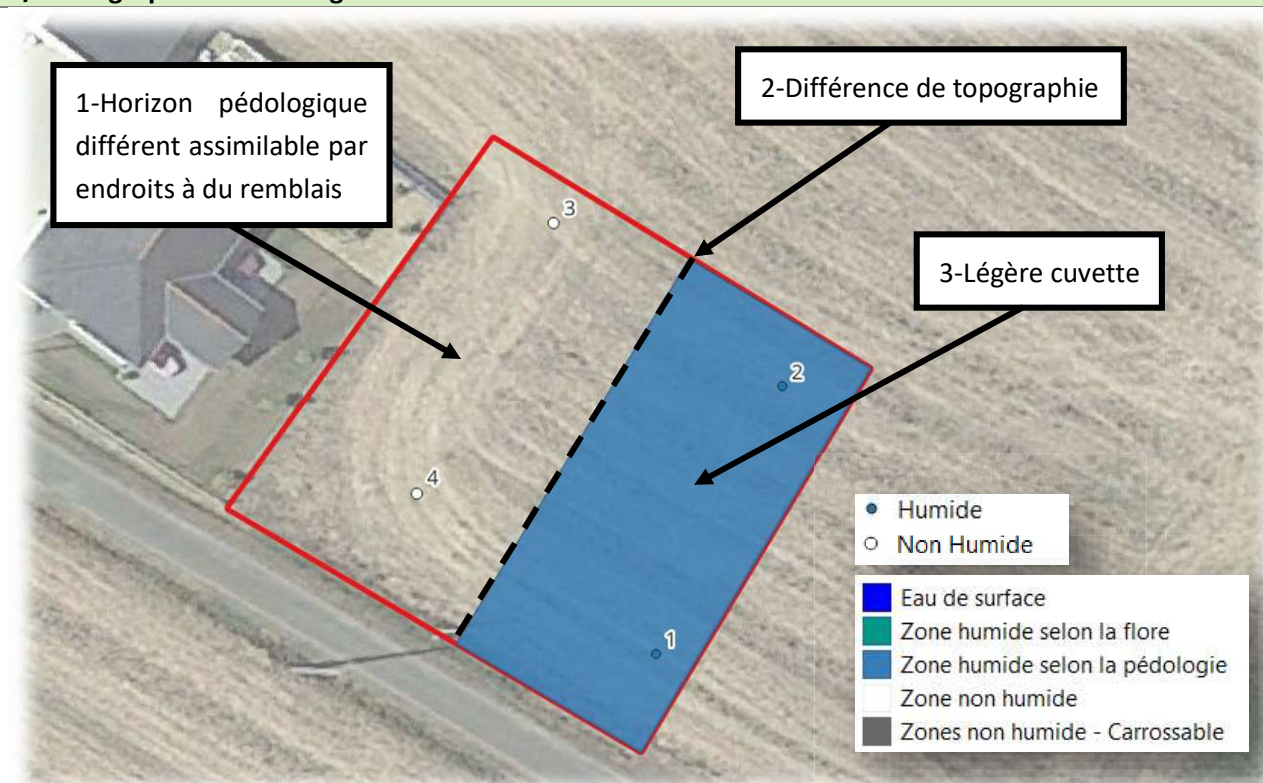 1-Horizon pédologique
différent assimilable par
endroits à du remblais
2-Différence de topographie
3-Légère cuvette
3
2
4
1
Humide
Non Humide
Eau de surface
Zone humide selon la flore
Zone humide selon la pédologie
Zone non humide
Zones non humide - Carrossable